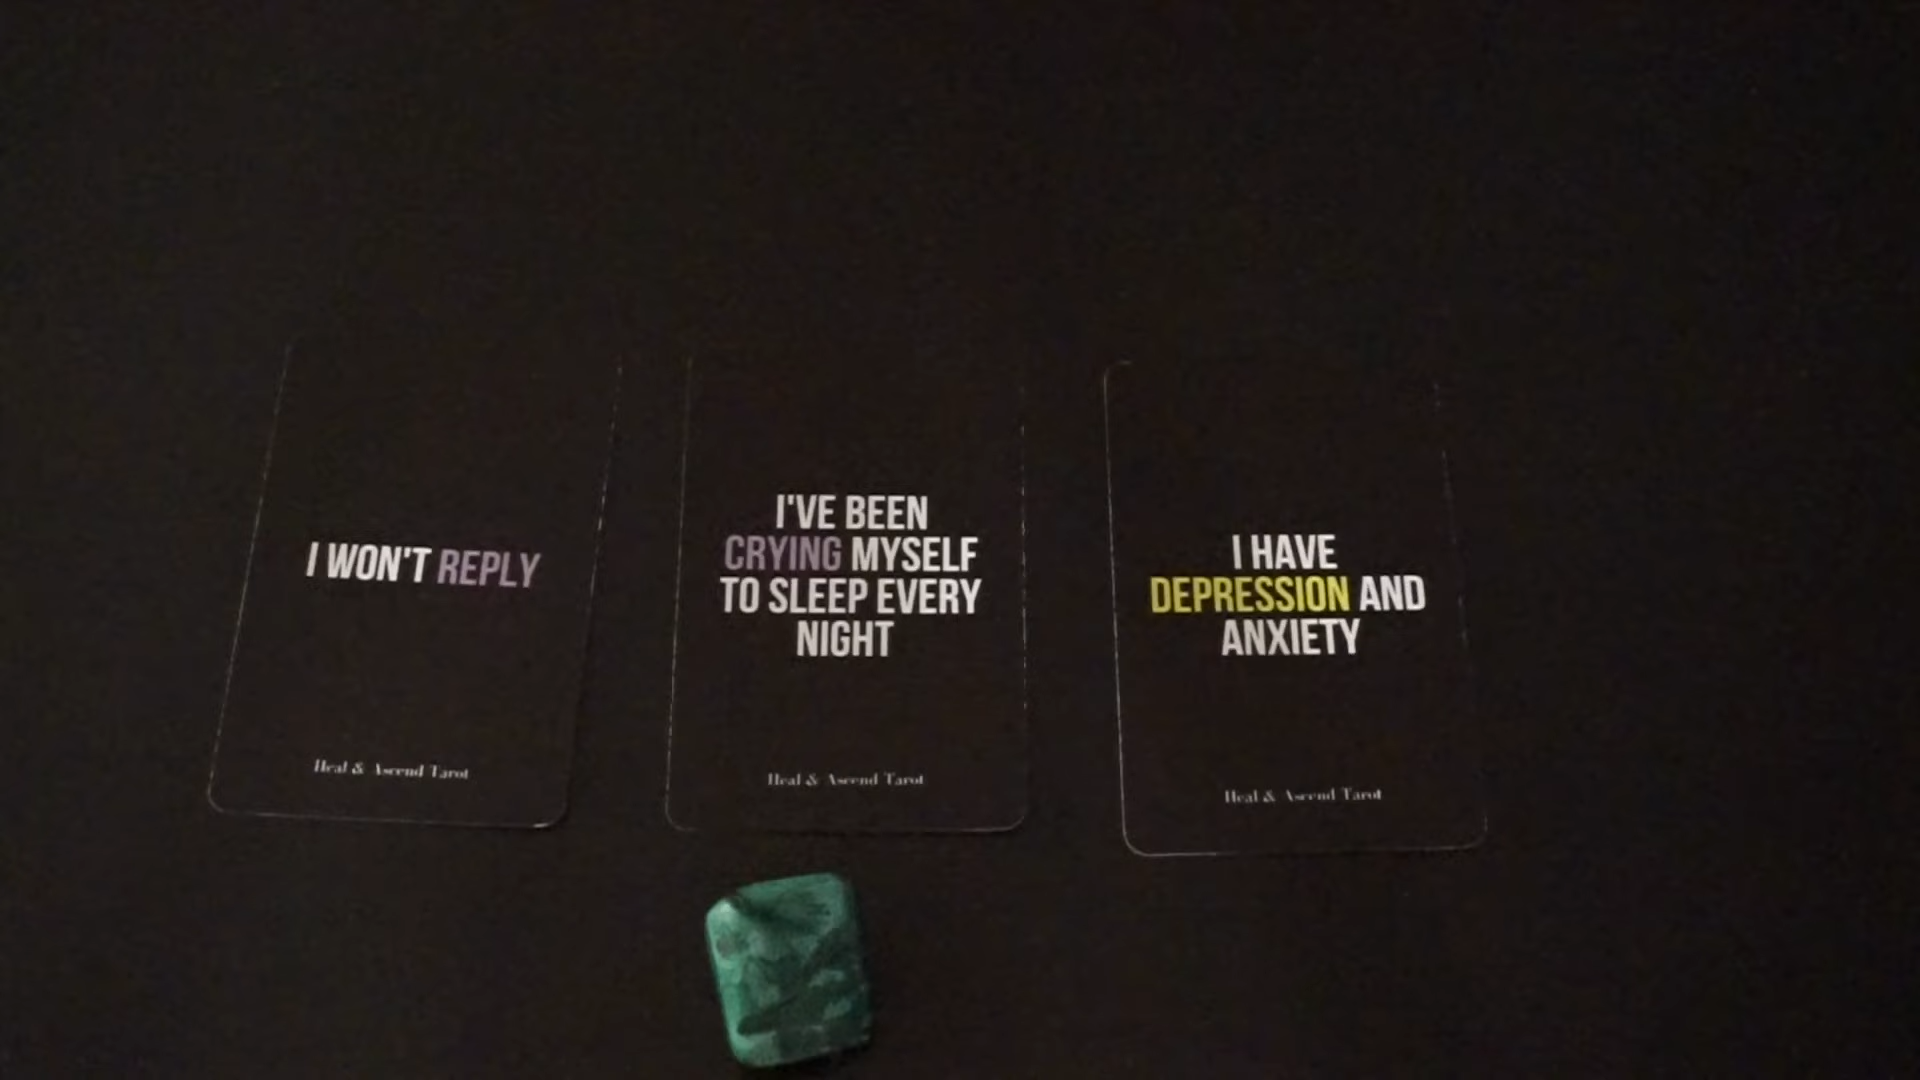 I WON'T REPLY
Heal & Ascend Tarot
I'VE BEEN
CRYING MYSELF
TO SLEEP EVERY
NIGHT
Heal & Ascend Tarot
I HAVE
DEPRESSION AND
ANXIETY
Heal & Ascend Tarot